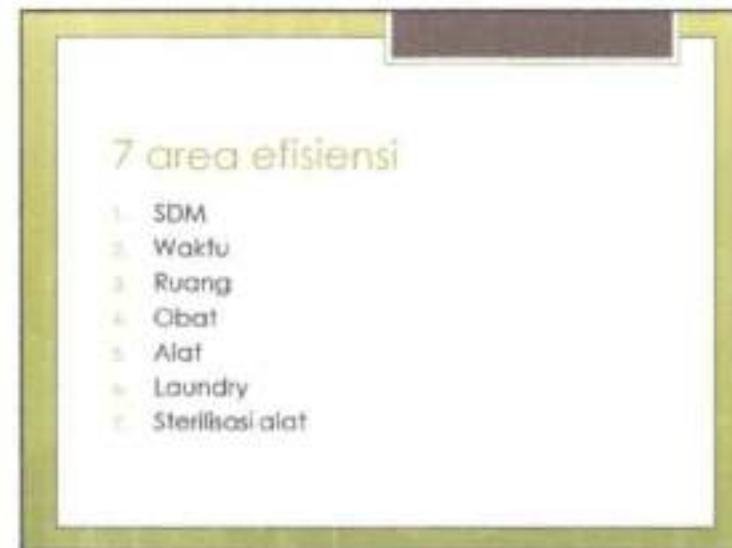 7 area efisiensi
1. SDM
2. Waktu
3. Ruang
4. Obat
5. Alat
6. Laundry
7. Sterilisasi alat